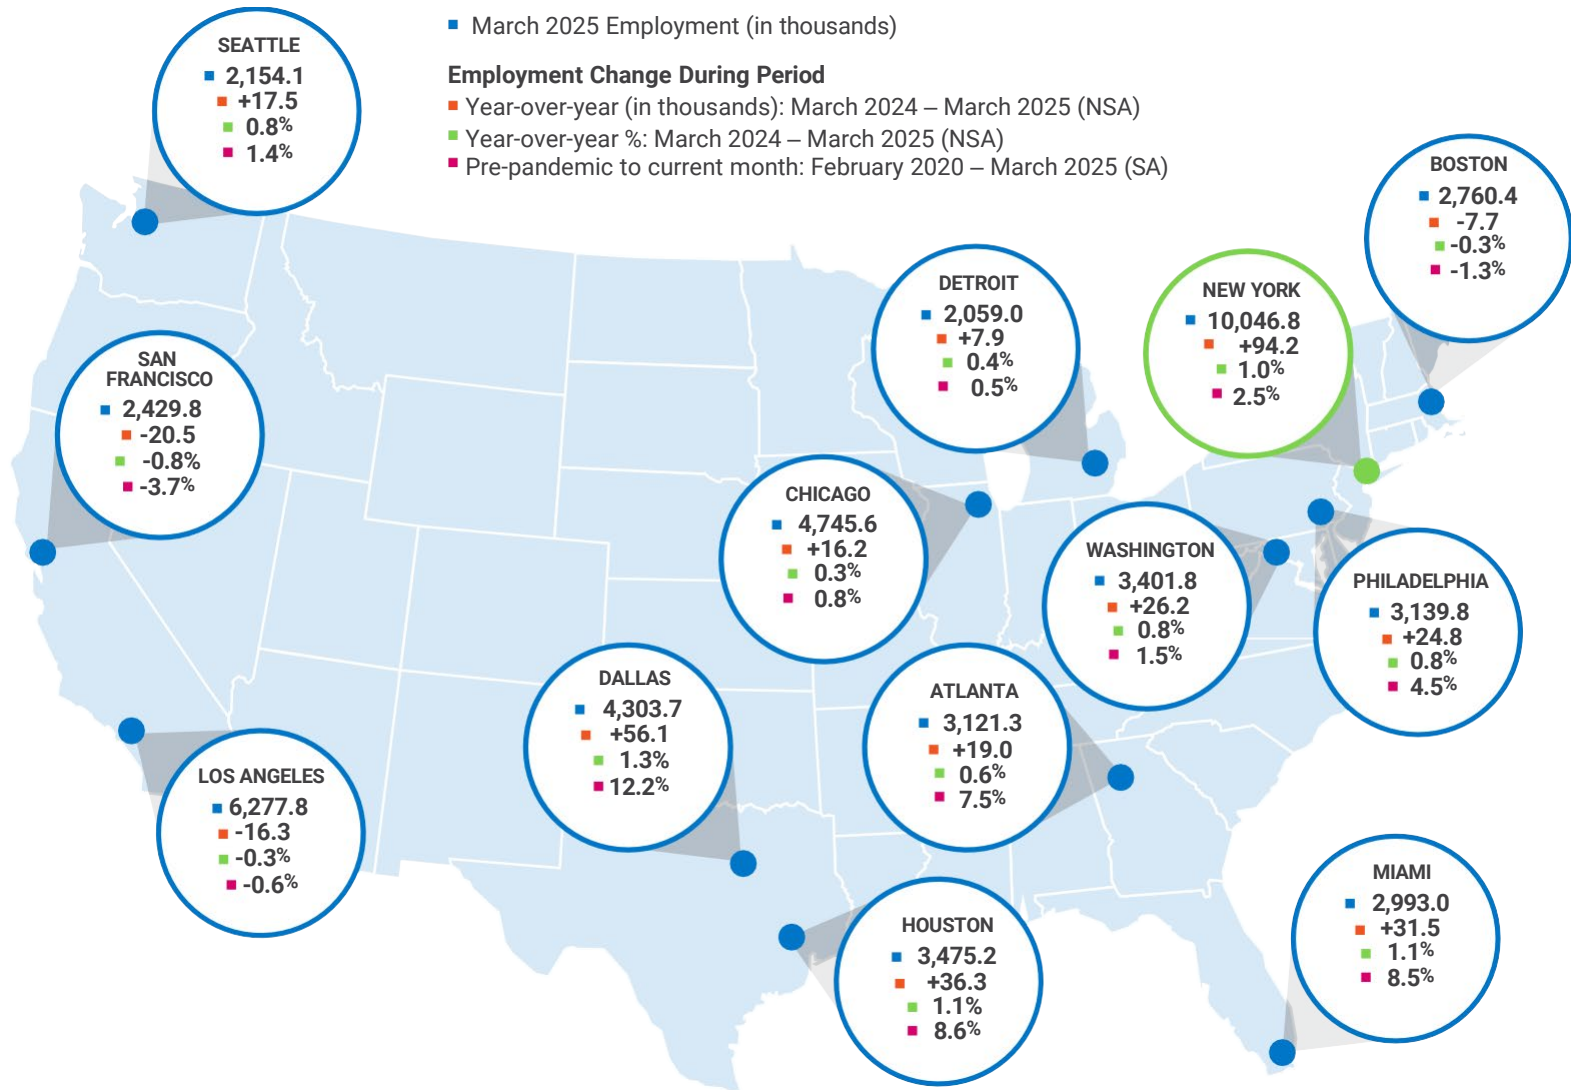 March 2025 Employment (in thousands)
Employment Change During Period
Year-over-year (in thousands): March 2024 – March 2025 (NSA)
Year-over-year %: March 2024 – March 2025 (NSA)
Pre-pandemic to current month: February 2020 – March 2025 (SA)
SEATTLE
2,154.1
+17.5
0.8%
1.4%
BOSTON
2,760.4
-7.7
-0.3%
-1.3%
DETROIT
2,059.0
+7.9
0.4%
0.5%
NEW YORK
10,046.8
+94.2
1.0%
2.5%
SAN
FRANCISCO
2,429.8
-20.5
-0.8%
-3.7%
CHICAGO
4,745.6
+16.2
0.3%
0.8%
WASHINGTON
3,401.8
+26.2
0.8%
1.5%
PHILADELPHIA
3,139.8
+24.8
0.8%
4.5%
DALLAS
4,303.7
+56.1
1.3%
12.2%
ATLANTA
3,121.3
+19.0
0.6%
7.5%
LOS ANGELES
6,277.8
-16.3
-0.3%
-0.6%
HOUSTON
3,475.2
+36.3
1.1%
8.6%
MIAMI
2,993.0
+31.5
1.1%
8.5%